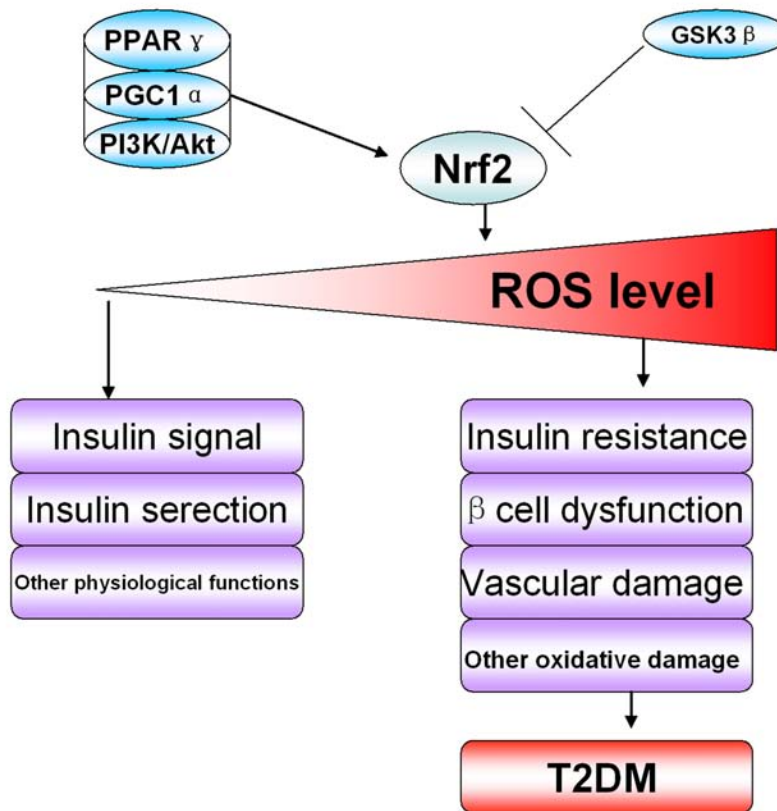 PPAR γ
PGC1 α
PI3K/Akt
GSK3 β
Nrf2
ROS level
Insulin signal
Insulin serection
Other physiological functions
Insulin resistance
β cell dysfunction
Vascular damage
Other oxidative damage
T2DM